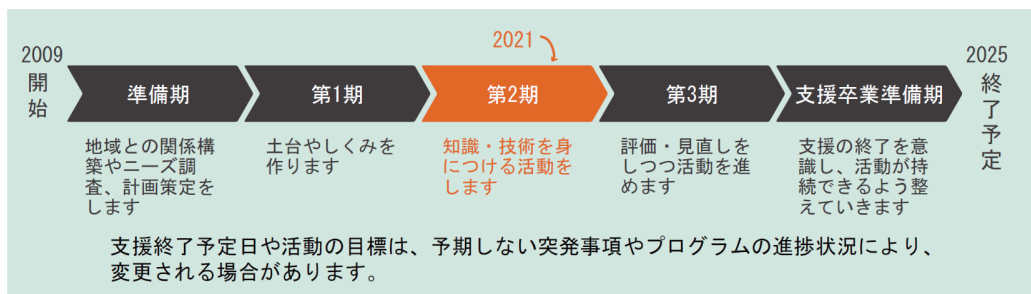 2009
開始
2021
2025
終了予定
準備期
第1期
第2期
第3期
支援卒業準備期
地域との関係構
築やニーズ調
査、計画策定を
します
土台やしくみを
作ります
知識・技術を身
につける活動を
します
評価・見直しを
しつつ活動を進
めます
支援の終了を意
識し、活動が持
続できるよう整
えていきます
支援終了予定日や活動の目標は、予期しない突発事項やプログラムの進捗状況により、
変更される場合があります。